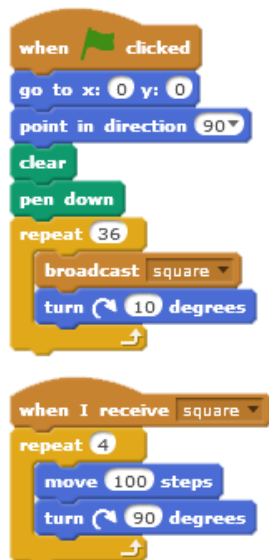 when clicked
go to x: 0 y: 0
point in direction 90
clear
pen down
repeat 36
broadcast square
turn 10 degrees
when I receive square
repeat 4
move 100 steps
turn 90 degrees